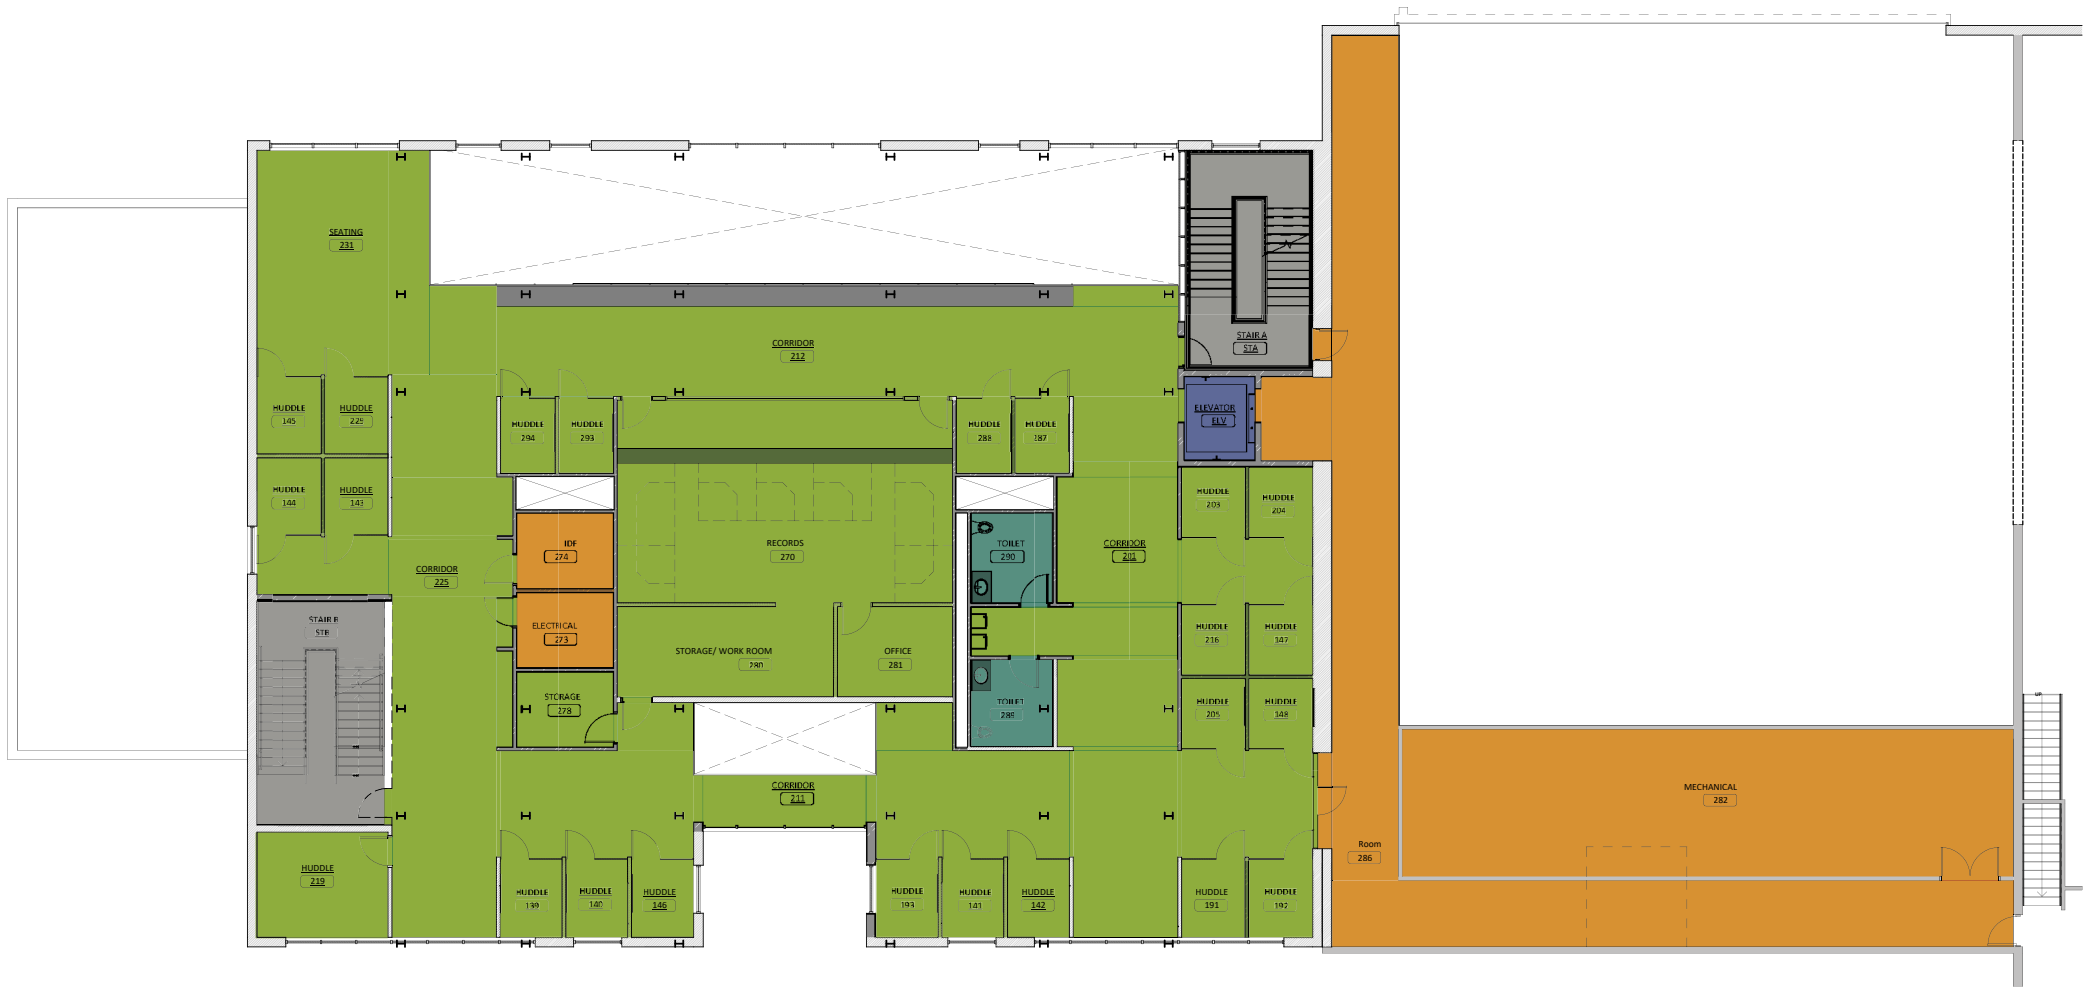 SEATING
231
CORRIDOR
212
STAIR A
STA
HUDDLE
145
HUDDLE
229
HUDDLE
294
HUDDLE
293
HUDDLE
288
HUDDLE
287
ELEVATOR
ELV
HUDDLE
144
HUDDLE
143
HUDDLE
203
HUDDLE
204
IDF
274
RECORDS
270
TOILET
290
CORRIDOR
201
CORRIDOR
225
STAIR B
STB
ELECTRICAL
273
STORAGE/ WORK ROOM
280
OFFICE
281
HUDDLE
216
HUDDLE
147
STORAGE
278
TOILET
289
HUDDLE
205
HUDDLE
148
UP
CORRIDOR
211
MECHANICAL
282
Room
286
HUDDLE
219
HUDDLE
139
HUDDLE
140
HUDDLE
146
HUDDLE
193
HUDDLE
141
HUDDLE
142
HUDDLE
191
HUDDLE
192